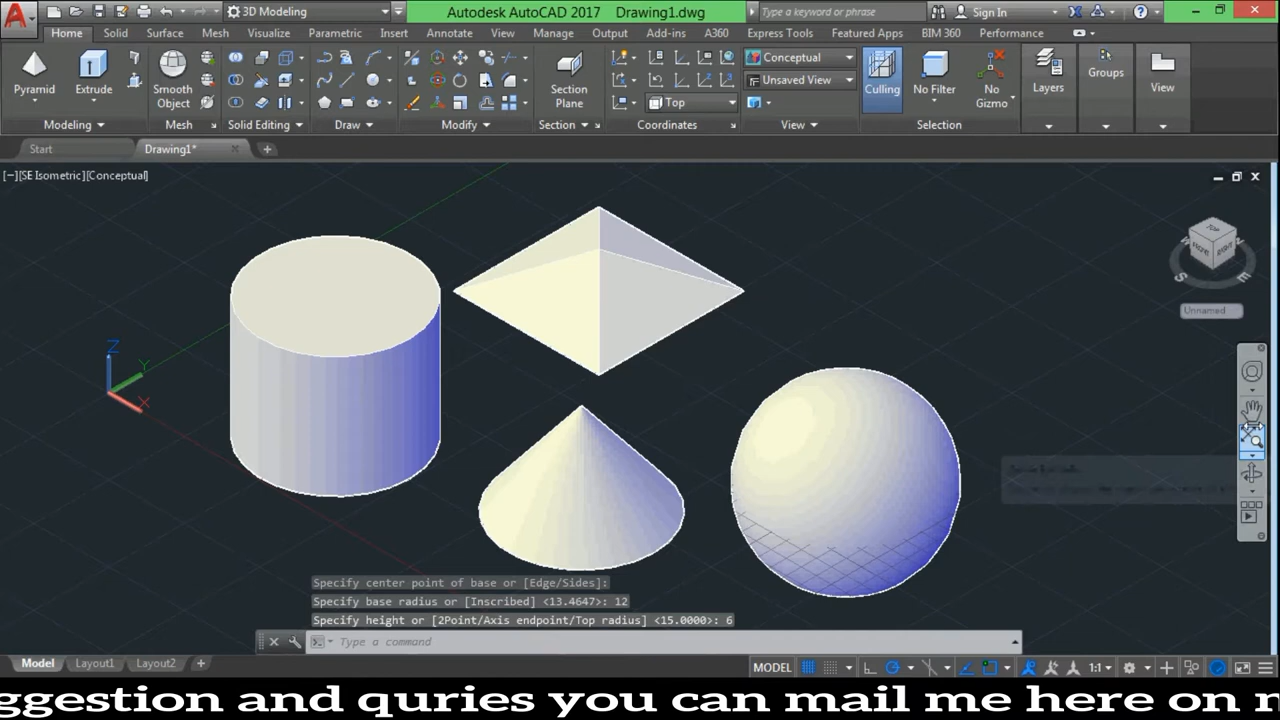 3D Modeling
Autodesk AutoCAD 2017 Drawing1.dwg
Type a keyword or phrase
Sign In
Home Solid Surface Mesh Visualize Parametric Insert Annotate View Manage Output Add-ins A360 Express Tools Featured Apps BIM 360 Performance
Pyramid
Extrude
Smooth
Object
Section
Plane
Conceptual
Unsaved View
Top
Culling
No Filter
No
Gizmo
Layers
Groups
View
Modeling Mesh Solid Editing Draw Modify Section Coordinates View Selection
Start
Drawing1*
[−][SE Isometric][Conceptual]
TOP
FRONT
RIGHT
S
E
Unnamed
Z
Y
X
Specify center point of base or [Edge/Sides]:
Specify base radius or [Inscribed] <13.4647>: 12
Specify height or [2Point/Axis endpoint/Top radius] <15.0000>: 6
Type a command
Model Layout1 Layout2
MODEL
1:1
ggestion and quries you can mail me here on